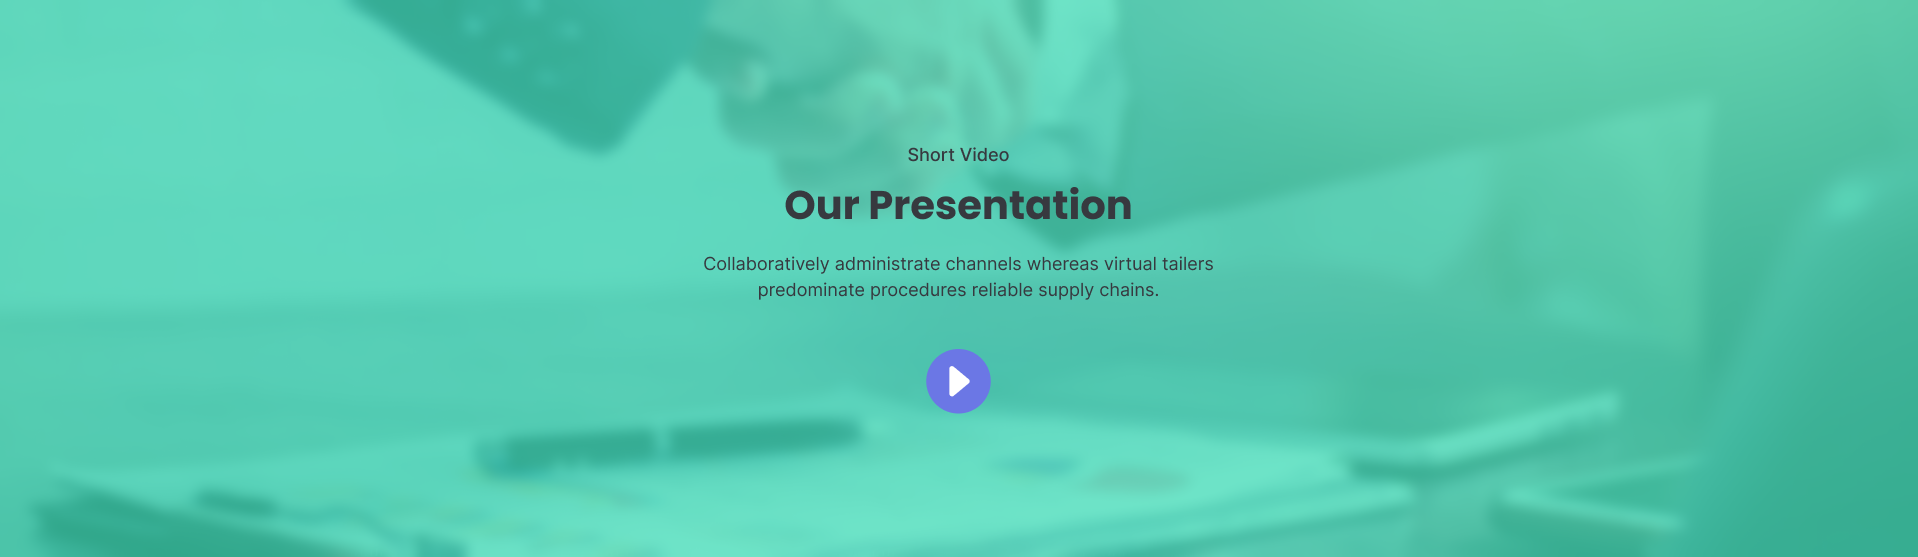 Short Video
Our Presentation
Collaboratively administrate channels whereas virtual tailers
predominate procedures reliable supply chains.